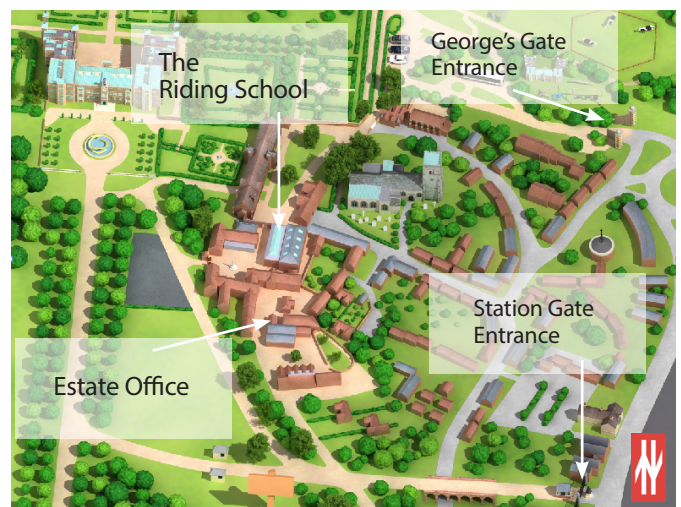 The
Riding School
George's Gate
Entrance
Station Gate
Entrance
Estate Office